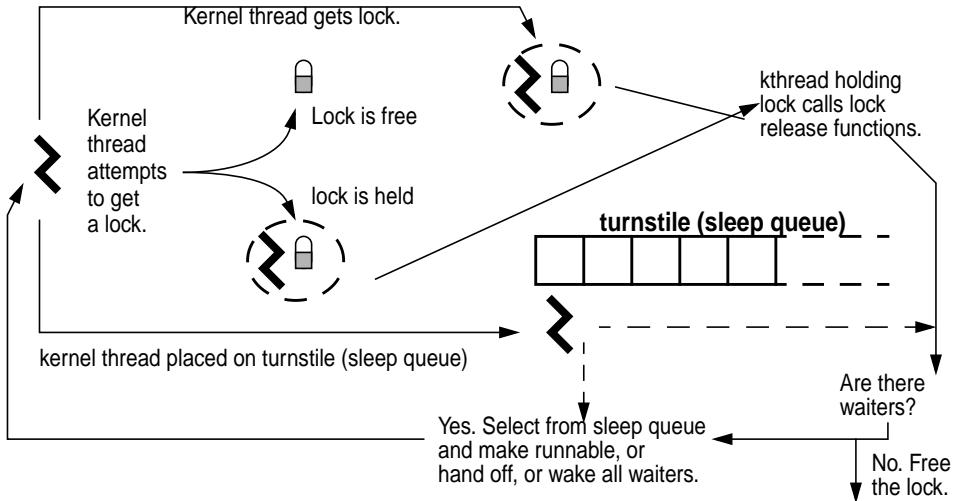 Kernel thread gets lock.
Kernel
thread
attempts
to get
a lock.
Lock is free
lock is held
kthread holding
lock calls lock
release functions.
turnstile (sleep queue)
kernel thread placed on turnstile (sleep queue)
Are there
waiters?
Yes. Select from sleep queue
and make runnable, or
hand off, or wake all waiters.
No. Free
the lock.